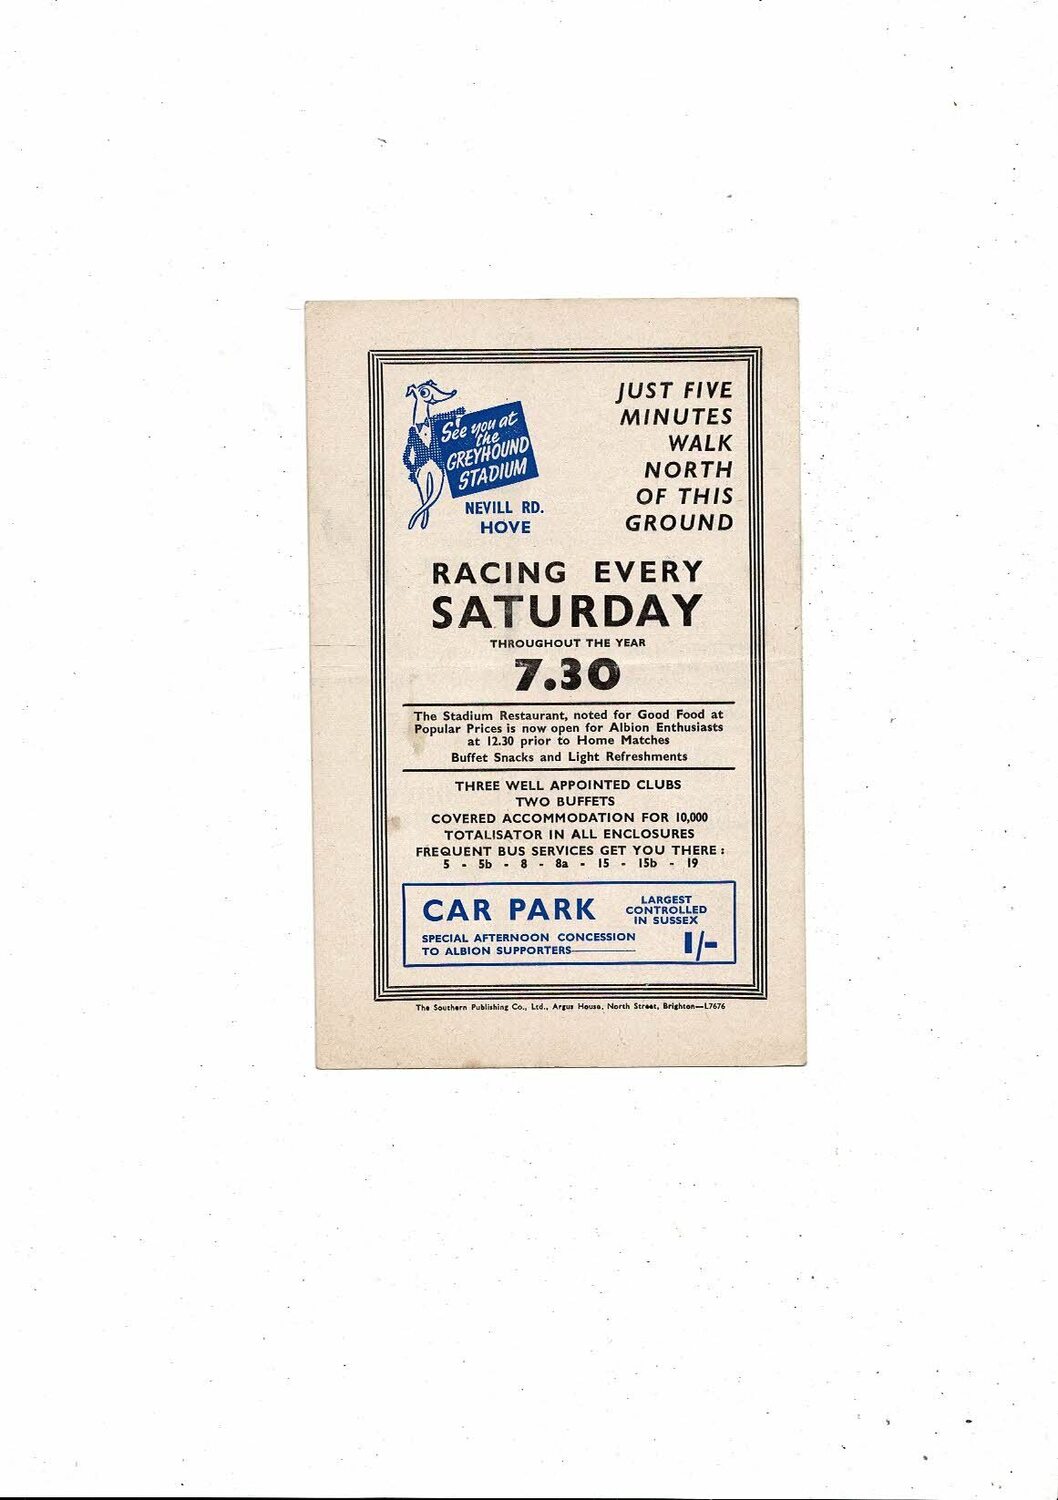 See you at
the
GREYHOUND
STADIUM
NEVILL RD.
HOVE
JUST FIVE
MINUTES
WALK
NORTH
OF THIS
GROUND
RACING EVERY
SATURDAY
THROUGHOUT THE YEAR
7.30
The Stadium Restaurant, noted for Good Food at
Popular Prices is now open for Albion Enthusiasts
at 12.30 prior to Home Matches
Buffet Snacks and Light Refreshments
THREE WELL APPOINTED CLUBS
TWO BUFFETS
COVERED ACCOMMODATION FOR 10,000
TOTALISATOR IN ALL ENCLOSURES
FREQUENT BUS SERVICES GET YOU THERE :
5 - 5b - 8 - 8a - 15 - 15b - 19
CAR PARK
LARGEST
CONTROLLED
IN SUSSEX
SPECIAL AFTERNOON CONCESSION
TO ALBION SUPPORTERS
1/-
The Southern Publishing Co., Ltd., Argus House, North Street, Brighton—L7676